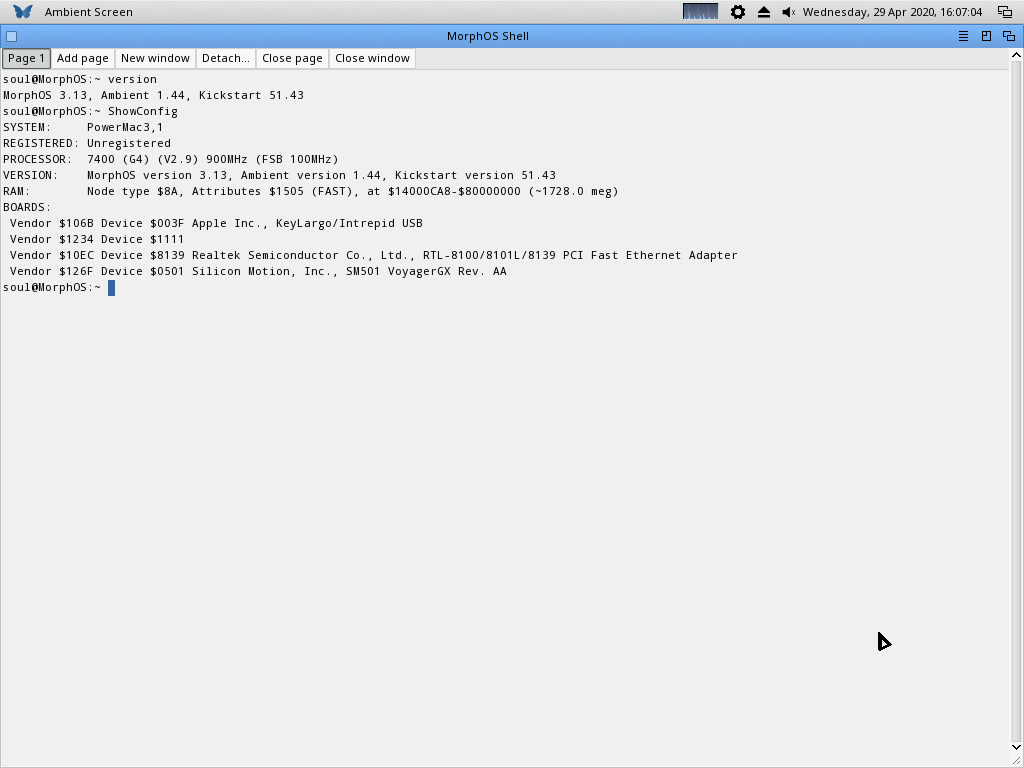 Ambient Screen Wednesday, 29 Apr 2020, 16:07:04
MorphOS Shell
Page 1 Add page New window Detach... Close page Close window
soul@MorphOS:~ version
MorphOS 3.13, Ambient 1.44, Kickstart 51.43
soul@MorphOS:~ ShowConfig
SYSTEM:     PowerMac3,1
REGISTERED: Unregistered
PROCESSOR:  7400 (G4) (V2.9) 900MHz (FSB 100MHz)
VERSION:    MorphOS version 3.13, Ambient version 1.44, Kickstart version 51.43
RAM:        Node type $8A, Attributes $1505 (FAST), at $14000CA8-$80000000 (~1728.0 meg)
BOARDS:
 Vendor $106B Device $003F Apple Inc., KeyLargo/Intrepid USB
 Vendor $1234 Device $1111
 Vendor $10EC Device $8139 Realtek Semiconductor Co., Ltd., RTL-8100/8101L/8139 PCI Fast Ethernet Adapter
 Vendor $126F Device $0501 Silicon Motion, Inc., SM501 VoyagerGX Rev. AA
soul@MorphOS:~